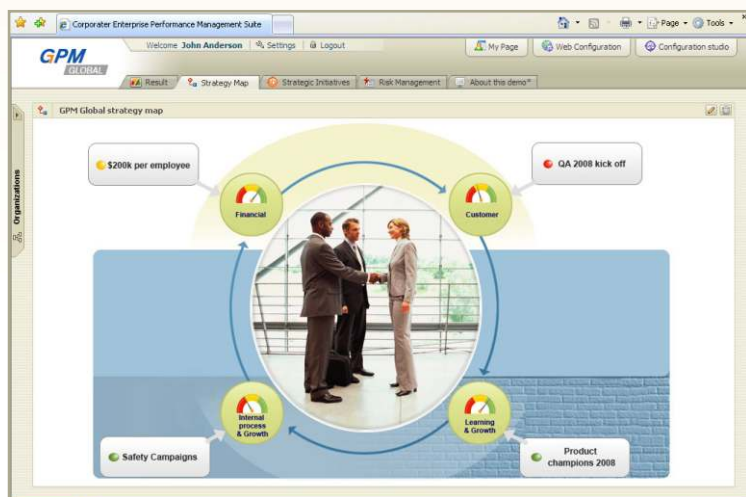 Corporater Enterprise Performance Management Suite
Page
Tools
GPM
GLOBAL
Welcome John Anderson
Settings
Logout
My Page
Web Configuration
Configuration studio
Result
Strategy Map
Strategic Initiatives
Risk Management
About this demo*
GPM Global strategy map
Organizations
$200k per employee
QA 2008 kick off
Financial
Customer
Internal
process
& Growth
Learning
& Growth
Safety Campaigns
Product
champions 2008